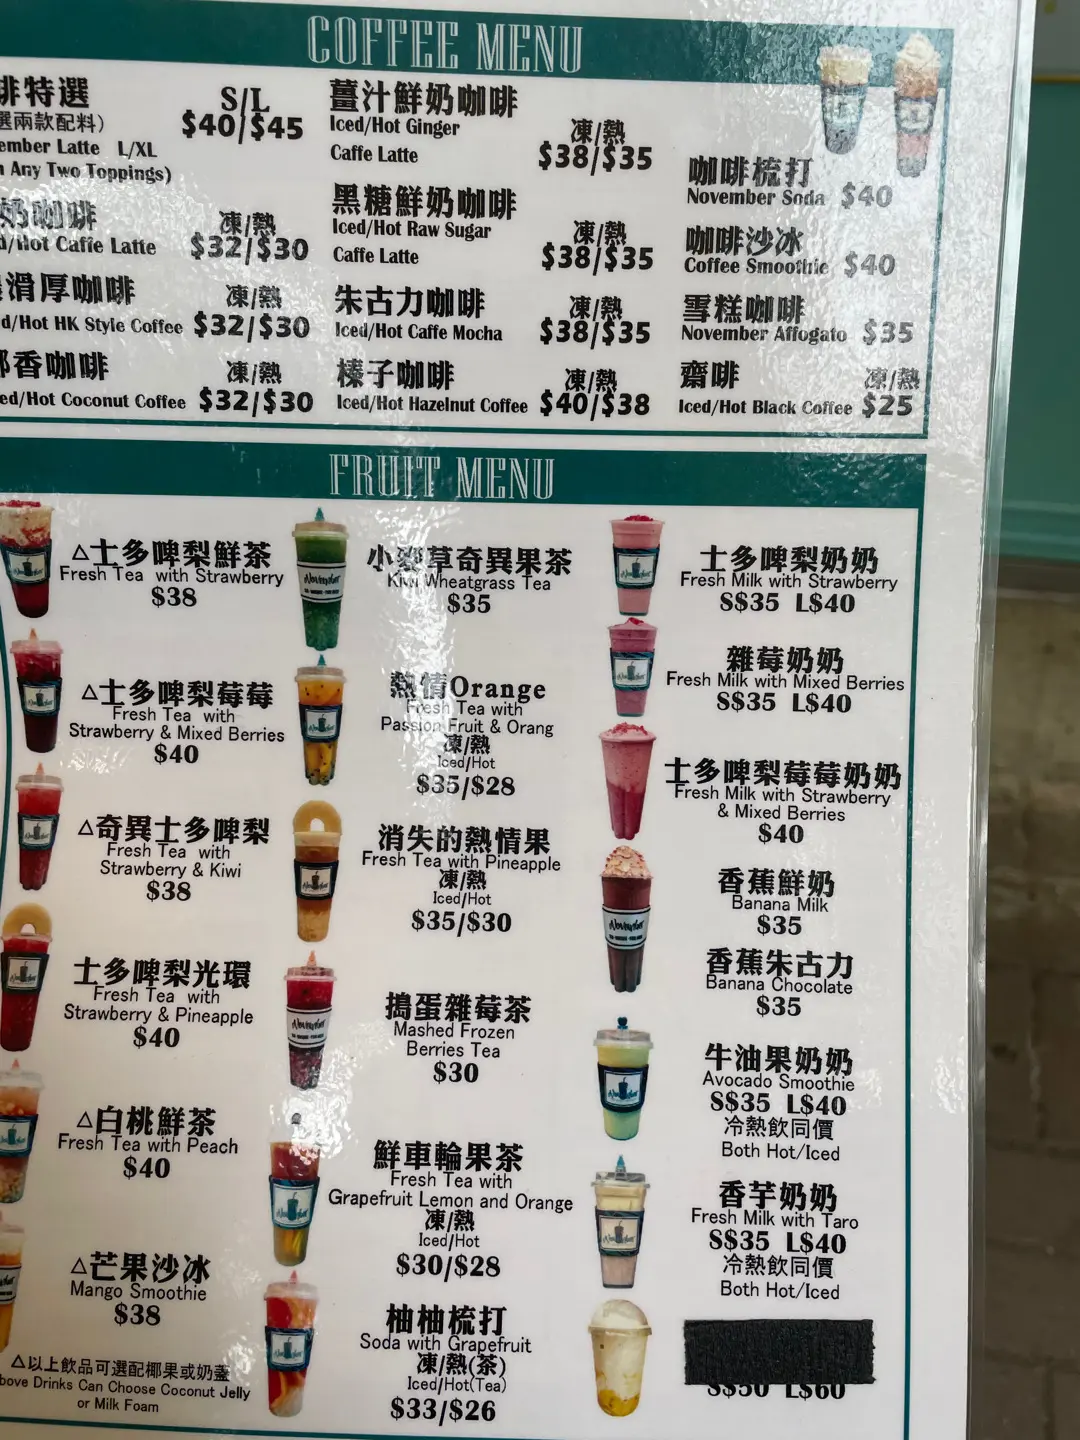 COFFEE MENU
啡特選
選兩款配料)
ember Latte L/XL
Any Two Toppings)
S/L
$40/$45
奶咖啡
/Hot Caffe Latte
凍/熱
$32/$30
滑厚咖啡
d/Hot HK Style Coffee
凍/熱
$32/$30
香咖啡
ed/Hot Coconut Coffee
凍/熱
$32/$30
薑汁鮮奶咖啡
Iced/Hot Ginger
Caffe Latte
凍/熱
$38/$35
黑糖鮮奶咖啡
Iced/Hot Raw Sugar
Caffe Latte
凍/熱
$38/$35
朱古力咖啡
Iced/Hot Caffe Mocha
凍/熱
$38/$35
榛子咖啡
Iced/Hot Hazelnut Coffee
凍/熱
$40/$38
咖啡梳打
November Soda $40
咖啡沙冰
Coffee Smoothie $40
雪糕咖啡
November Affogato $35
齋啡
Iced/Hot Black Coffee
凍/熱
$25
FRUIT MENU
△士多啤梨鮮茶
Fresh Tea with Strawberry
$38
△士多啤梨莓莓
Fresh Tea with
Strawberry & Mixed Berries
$40
△奇異士多啤梨
Fresh Tea with
Strawberry & Kiwi
$38
士多啤梨光環
Fresh Tea with
Strawberry & Pineapple
$40
△白桃鮮茶
Fresh Tea with Peach
$40
△芒果沙冰
Mango Smoothie
$38
△以上飲品可選配椰果或奶蓋
bove Drinks Can Choose Coconut Jelly
or Milk Foam
小麥草奇異果茶
Kiwi Wheatgrass Tea
$35
熱情Orange
Fresh Tea with
Passion Fruit & Orang
凍/熱
Iced/Hot
$35/$28
消失的熱情果
Fresh Tea with Pineapple
凍/熱
Iced/Hot
$35/$30
搗蛋雜莓茶
Mashed Frozen
Berries Tea
$30
鮮車輪果茶
Fresh Tea with
Grapefruit Lemon and Orange
凍/熱
Iced/Hot
$30/$28
柚柚梳打
Soda with Grapefruit
凍/熱(茶)
Iced/Hot(Tea)
$33/$26
士多啤梨奶奶
Fresh Milk with Strawberry
S$35 L$40
雜莓奶奶
Fresh Milk with Mixed Berries
S$35 L$40
士多啤梨莓莓奶奶
Fresh Milk with Strawberry
& Mixed Berries
$40
香蕉鮮奶
Banana Milk
$35
香蕉朱古力
Banana Chocolate
$35
牛油果奶奶
Avocado Smoothie
S$35 L$40
冷熱飲同價
Both Hot/Iced
香芋奶奶
Fresh Milk with Taro
S$35 L$40
冷熱飲同價
Both Hot/Iced
S$50 L$60
November
November
November